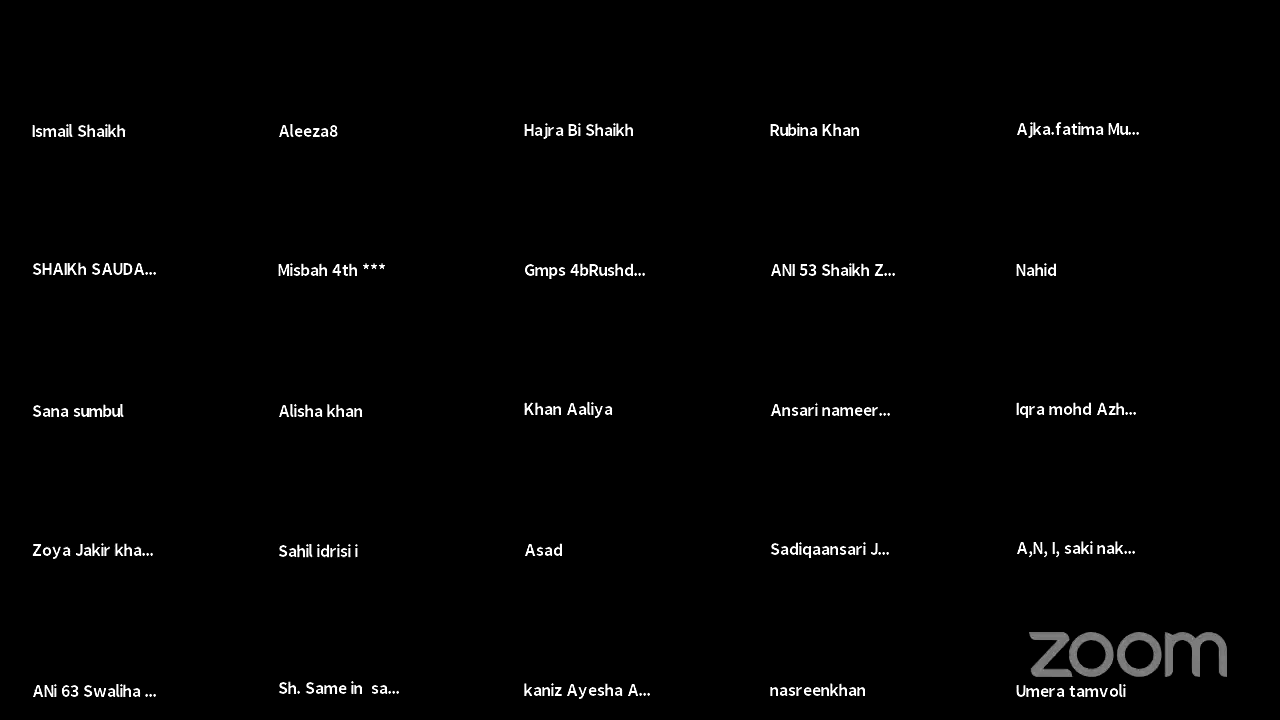 Ismail Shaikh
Aleeza8
Hajra Bi Shaikh
Rubina Khan
Ajka.fatima Mu...
SHAIKh SAUDA...
Misbah 4th ***
Gmps 4bRushd...
ANI 53 Shaikh Z...
Nahid
Sana sumbul
Alisha khan
Khan Aaliya
Ansari nameer...
Iqra mohd Azh...
Zoya Jakir kha...
Sahil idrisi i
Asad
Sadiqaansari J...
A,N, I, saki nak...
zoom
ANi 63 Swaliha ...
Sh. Same in  sa...
kaniz Ayesha A...
nasreenkhan
Umera tamvoli